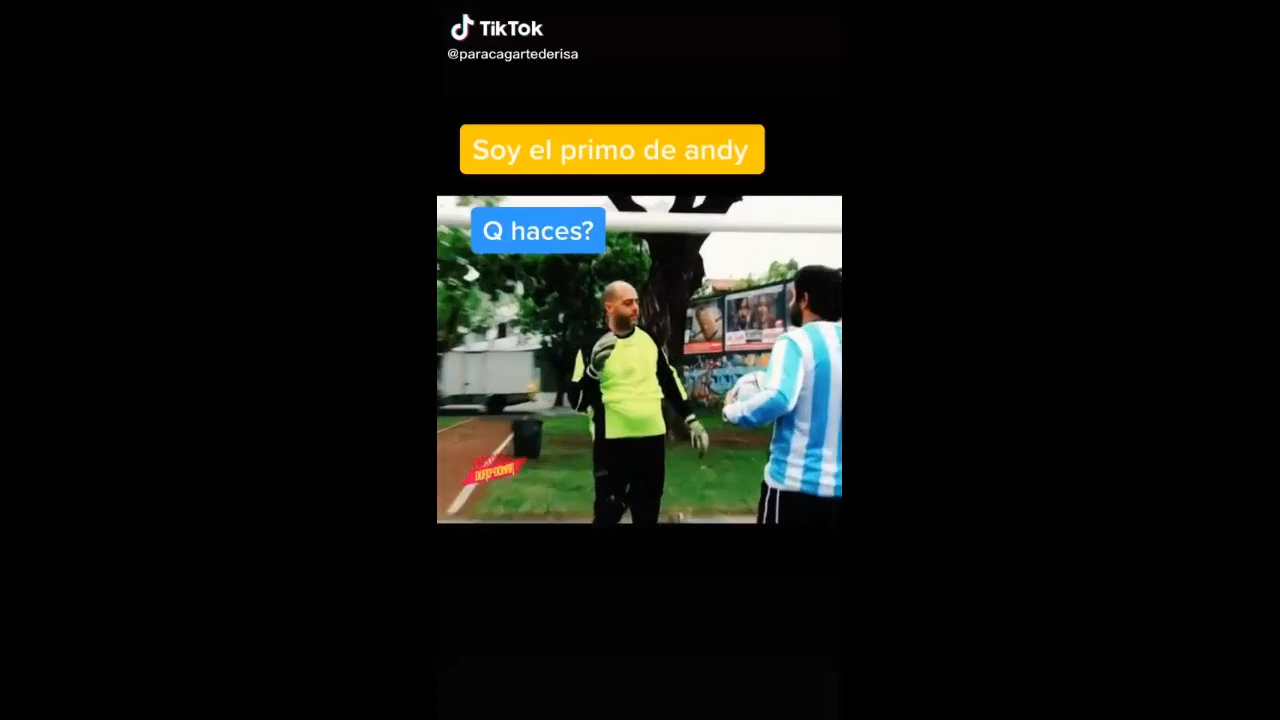 TikTok
@paracagartederisa
Soy el primo de andy
Q haces?